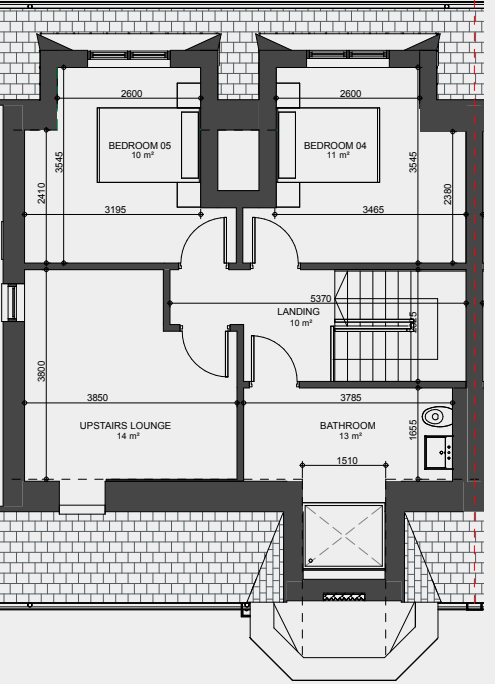 2600
2600
BEDROOM 05
10 m²
BEDROOM 04
11 m²
3545
3545
2410
2380
3195
3465
5370
LANDING
10 m²
3800
3850
3785
UPSTAIRS LOUNGE
14 m²
BATHROOM
13 m²
1655
1510